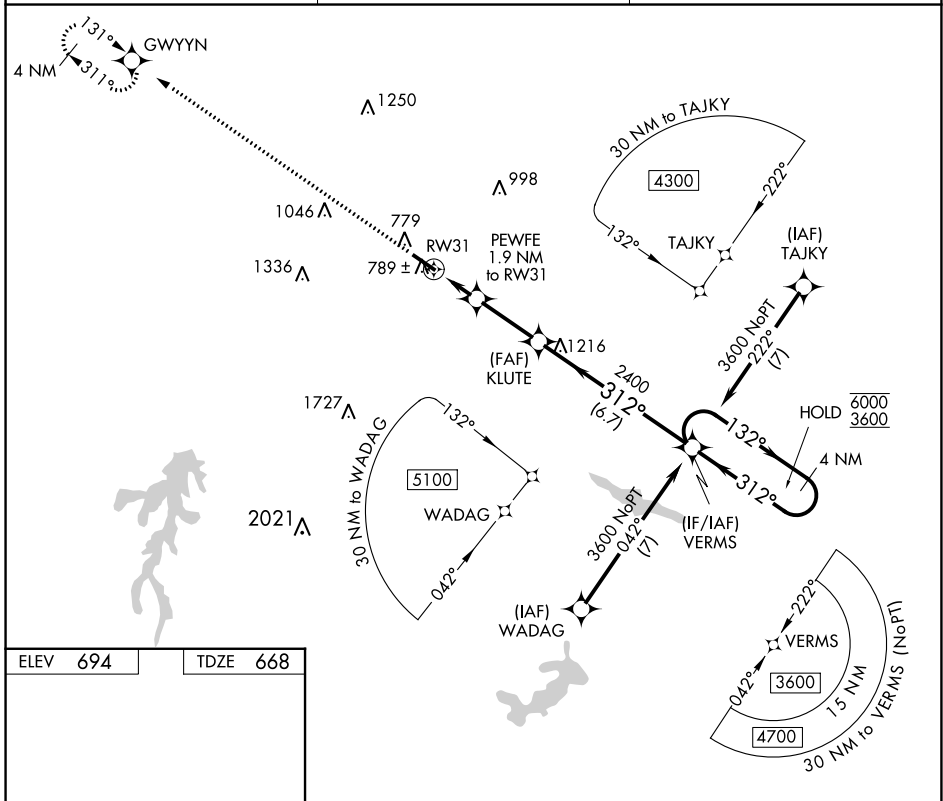 131°
GWYYN
4 NM
311°
1250
30 NM to TAJKY
4300
222°
998
1046
779
RW31
PEWFE
1.9 NM
to RW31
132°
TAJKY
(IAF)
TAJKY
1336
789 ±
3600 NoPT
222°
(7)
1216
(FAF)
KLUTE
2400
312°
(6.7)
HOLD
6000
3600
1727
132°
132°
4 NM
312°
30 NM to WADAG
5100
WADAG
2021
3600 NoPT
042°
(7)
(IF/IAF)
VERMS
042°
(IAF)
WADAG
222°
VERMS
042°
3600
15 NM
4700
30 NM to VERMS (NoPT)
ELEV 694
TDZE 668